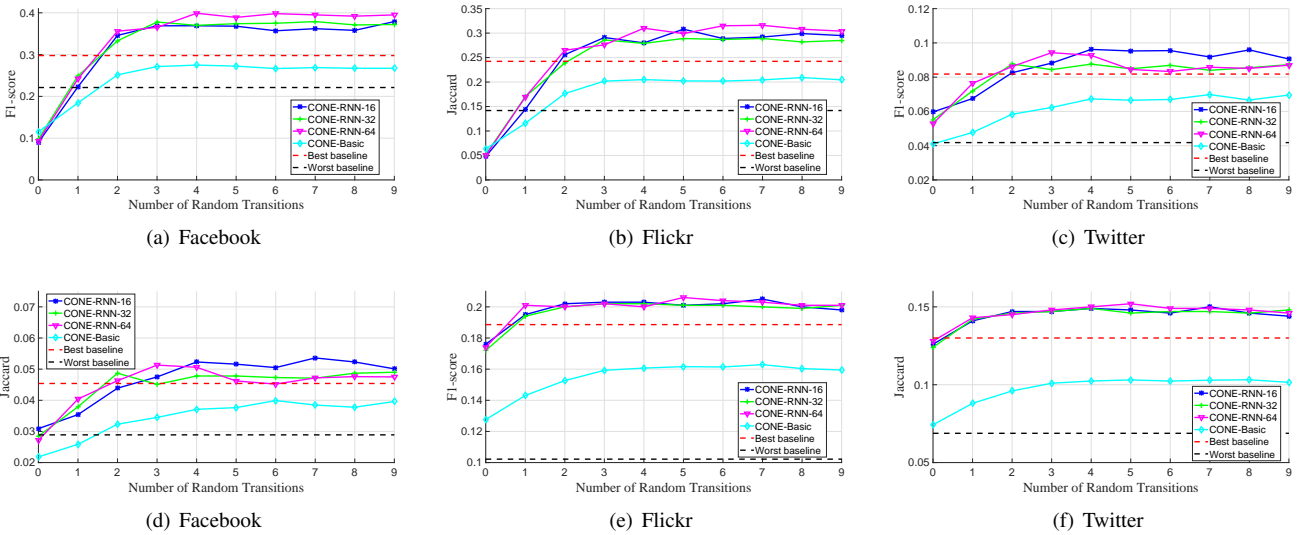 F1-score
0.4
0.3
0.2
0.1
0
CONE-RNN-16
CONE-RNN-32
CONE-RNN-64
CONE-Basic
Best baseline
Worst baseline
0 1 2 3 4 5 6 7 8 9
Number of Random Transitions
(a) Facebook
Jaccard
0.35
0.3
0.25
0.2
0.15
0.1
0.05
0
CONE-RNN-16
CONE-RNN-32
CONE-RNN-64
CONE-Basic
Best baseline
Worst baseline
0 1 2 3 4 5 6 7 8 9
Number of Random Transitions
(b) Flickr
F1-score
0.12
0.1
0.08
0.06
0.04
0.02
CONE-RNN-16
CONE-RNN-32
CONE-RNN-64
CONE-Basic
Best baseline
Worst baseline
0 1 2 3 4 5 6 7 8 9
Number of Random Transitions
(c) Twitter
Jaccard
0.07
0.06
0.05
0.04
0.03
0.02
CONE-RNN-16
CONE-RNN-32
CONE-RNN-64
CONE-Basic
Best baseline
Worst baseline
0 1 2 3 4 5 6 7 8 9
Number of Random Transitions
(d) Facebook
F1-score
0.2
0.18
0.16
0.14
0.12
0.1
CONE-RNN-16
CONE-RNN-32
CONE-RNN-64
CONE-Basic
Best baseline
Worst baseline
0 1 2 3 4 5 6 7 8 9
Number of Random Transitions
(e) Flickr
Jaccard
0.15
0.1
0.05
CONE-RNN-16
CONE-RNN-32
CONE-RNN-64
CONE-Basic
Best baseline
Worst baseline
0 1 2 3 4 5 6 7 8 9
Number of Random Transitions
(f) Twitter